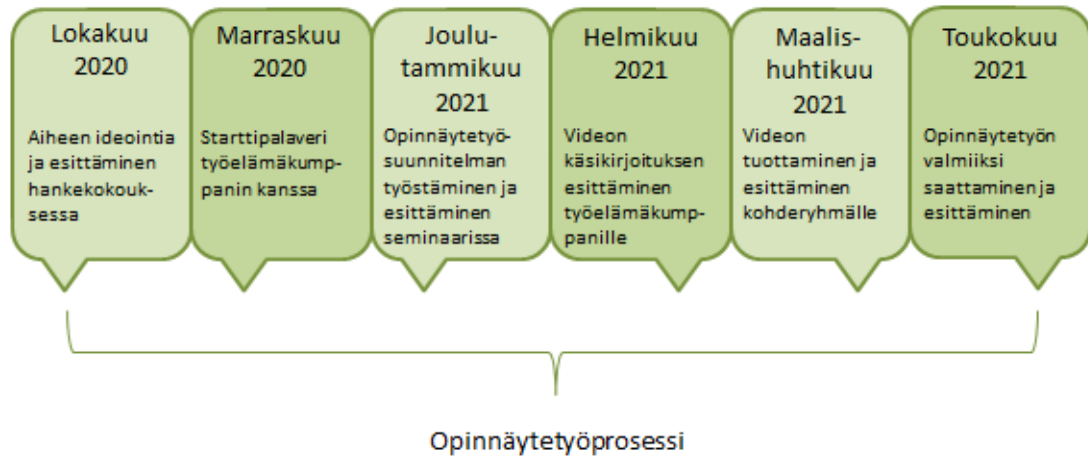 Lokakuu
2020
Aiheen ideointia
ja esittäminen
hankekokouk-
sessa
Marraskuu
2020
Starttipalaveri
työelämäkump-
panin kanssa
Joulu-
tammikuu
2021
Opinnäytetyö-
suunnitelman
työstäminen ja
esittäminen
seminaarissa
Helmikuu
2021
Videon
käsikirjoituksen
esittäminen
työelämäkump-
panille
Maalis-
huhtikuu
2021
Videon
tuottaminen ja
esittäminen
kohderyhmälle
Toukokuu
2021
Opinnäytetyön
valmiiksi
saattaminen ja
esittäminen
Opinnäytetyöprosessi